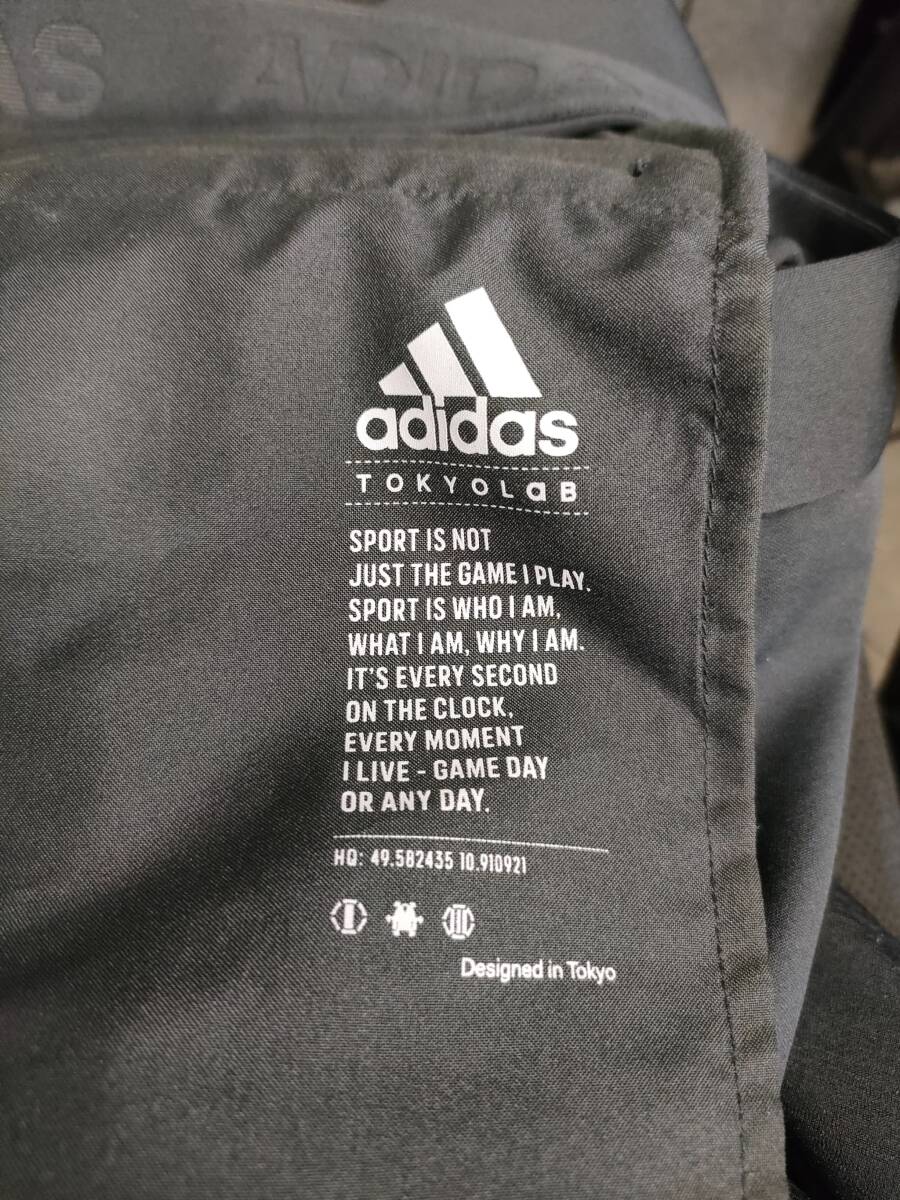 AS ADID
adidas
TOKYOLaB
SPORT IS NOT
JUST THE GAME I PLAY.
SPORT IS WHO I AM,
WHAT I AM, WHY I AM.
IT'S EVERY SECOND
ON THE CLOCK,
EVERY MOMENT
I LIVE - GAME DAY
OR ANY DAY.
HQ: 49.582435 10.910921
Designed in Tokyo